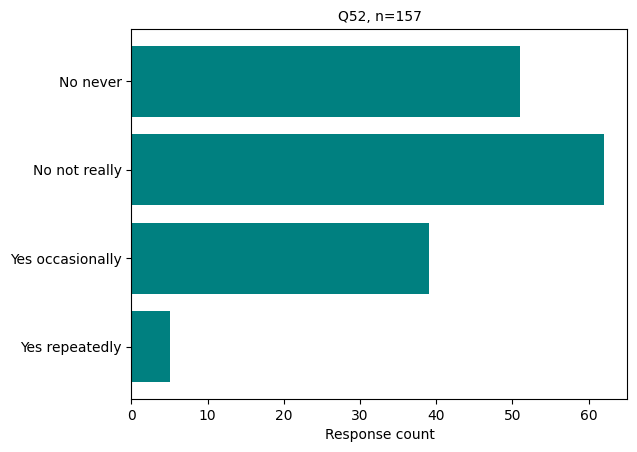 Q52, n=157
No never
No not really
Yes occasionally
Yes repeatedly
0 10 20 30 40 50 60
Response count